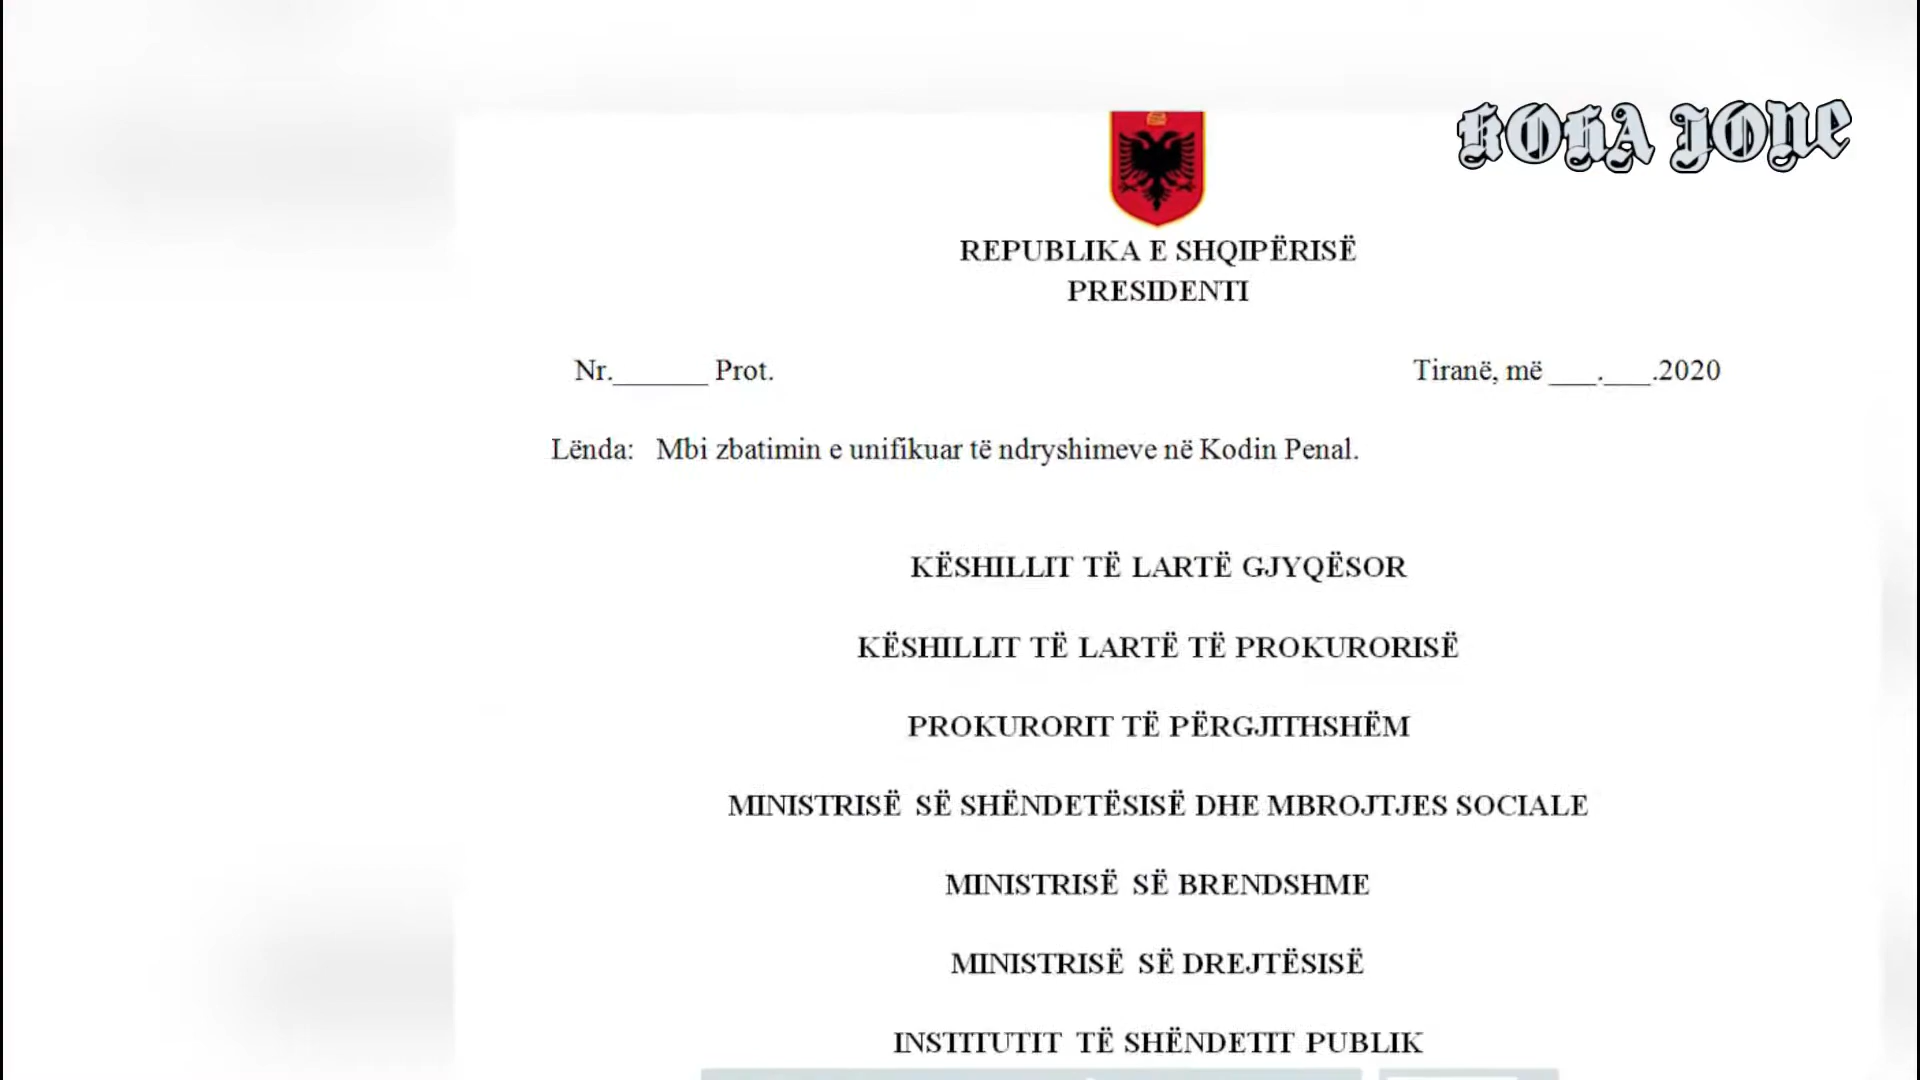 KOHA JONE
REPUBLIKA E SHQIPËRISË
PRESIDENTI
Nr.______ Prot. Tiranë, më ___.___.2020
Lënda: Mbi zbatimin e unifikuar të ndryshimeve në Kodin Penal.
KËSHILLIT TË LARTË GJYQËSOR
KËSHILLIT TË LARTË TË PROKURORISË
PROKURORIT TË PËRGJITHSHËM
MINISTRISË SË SHËNDETËSISË DHE MBROJTJES SOCIALE
MINISTRISË SË BRENDSHME
MINISTRISË SË DREJTËSISË
INSTITUTIT TË SHËNDETIT PUBLIK